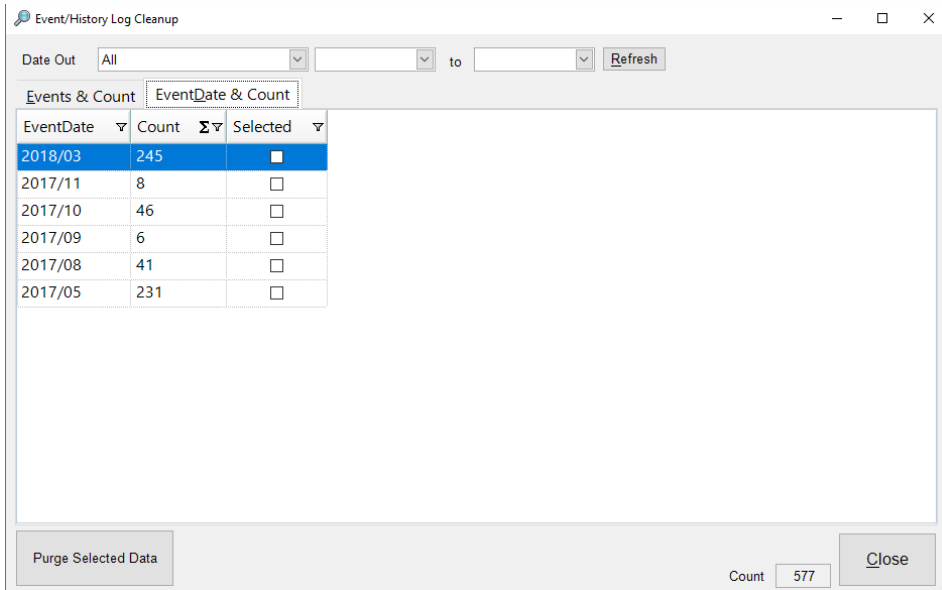 Event/History Log Cleanup
Date Out All to Refresh
Events & Count EventDate & Count
EventDate Count Σ Selected
2018/03 245
2017/11 8
2017/10 46
2017/09 6
2017/08 41
2017/05 231
Purge Selected Data
Count 577
Close